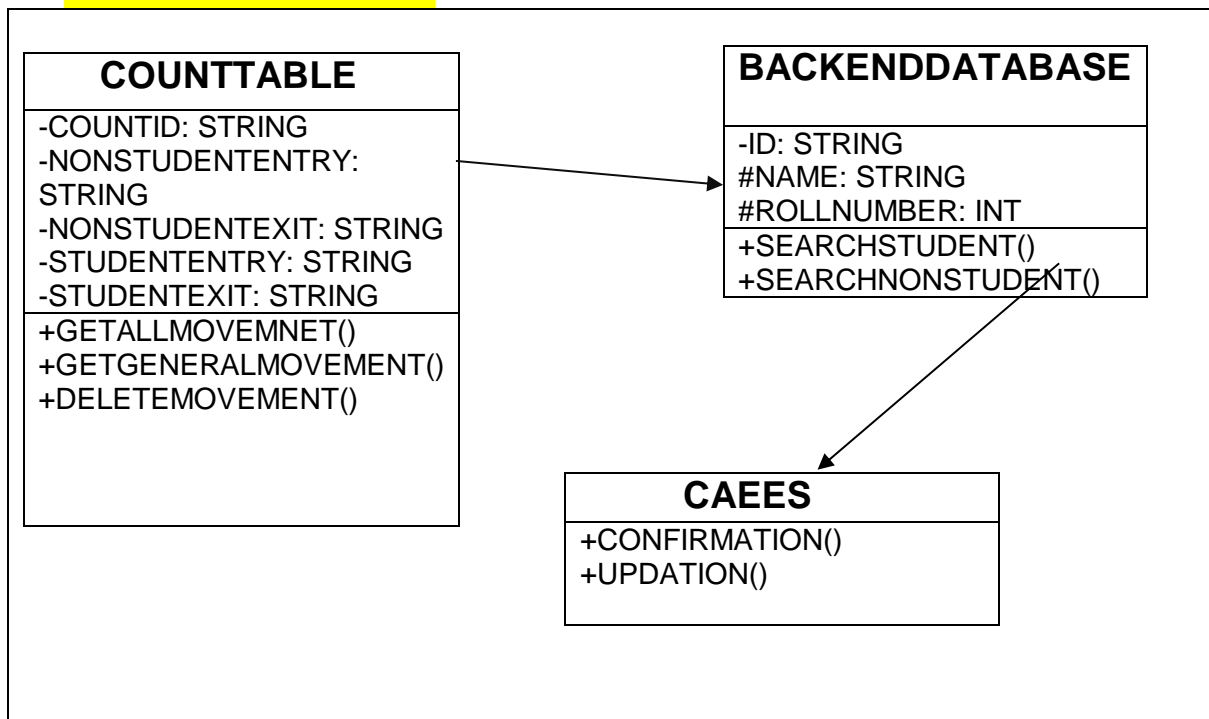 COUNTTABLE
-COUNTID: STRING
-NONSTUDENTENTRY:
STRING
-NONSTUDENTEXIT: STRING
-STUDENTENTRY: STRING
-STUDENTEXIT: STRING
+GETALLMOVEMNET()
+GETGENERALMOVEMENT()
+DELETEMOVEMENT()
BACKENDDATABASE
-ID: STRING
#NAME: STRING
#ROLLNUMBER: INT
+SEARCHSTUDENT()
+SEARCHNONSTUDENT()
CAEES
+CONFIRMATION()
+UPDATION()